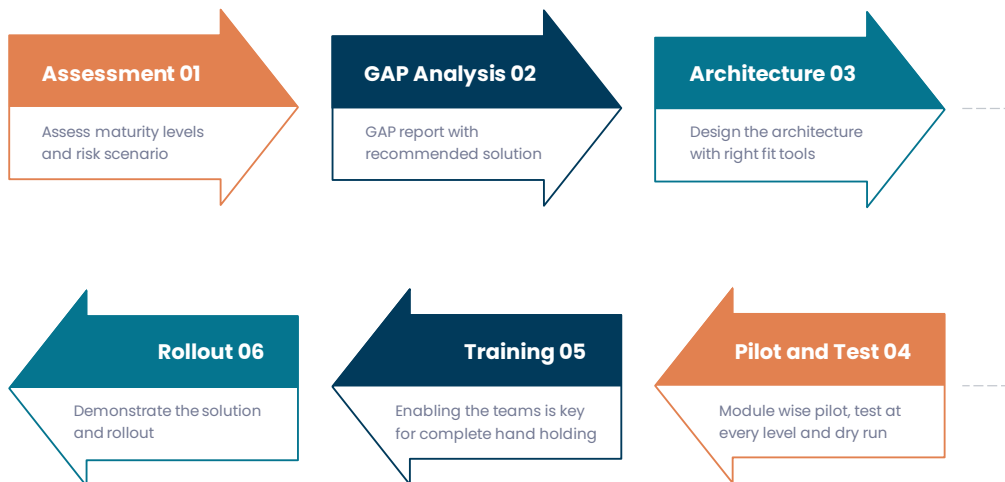 Assessment 01
Assess maturity levels
and risk scenario
GAP Analysis 02
GAP report with
recommended solution
Architecture 03
Design the architecture
with right fit tools
Pilot and Test 04
Module wise pilot, test at
every level and dry run
Training 05
Enabling the teams is key
for complete hand holding
Rollout 06
Demonstrate the solution
and rollout